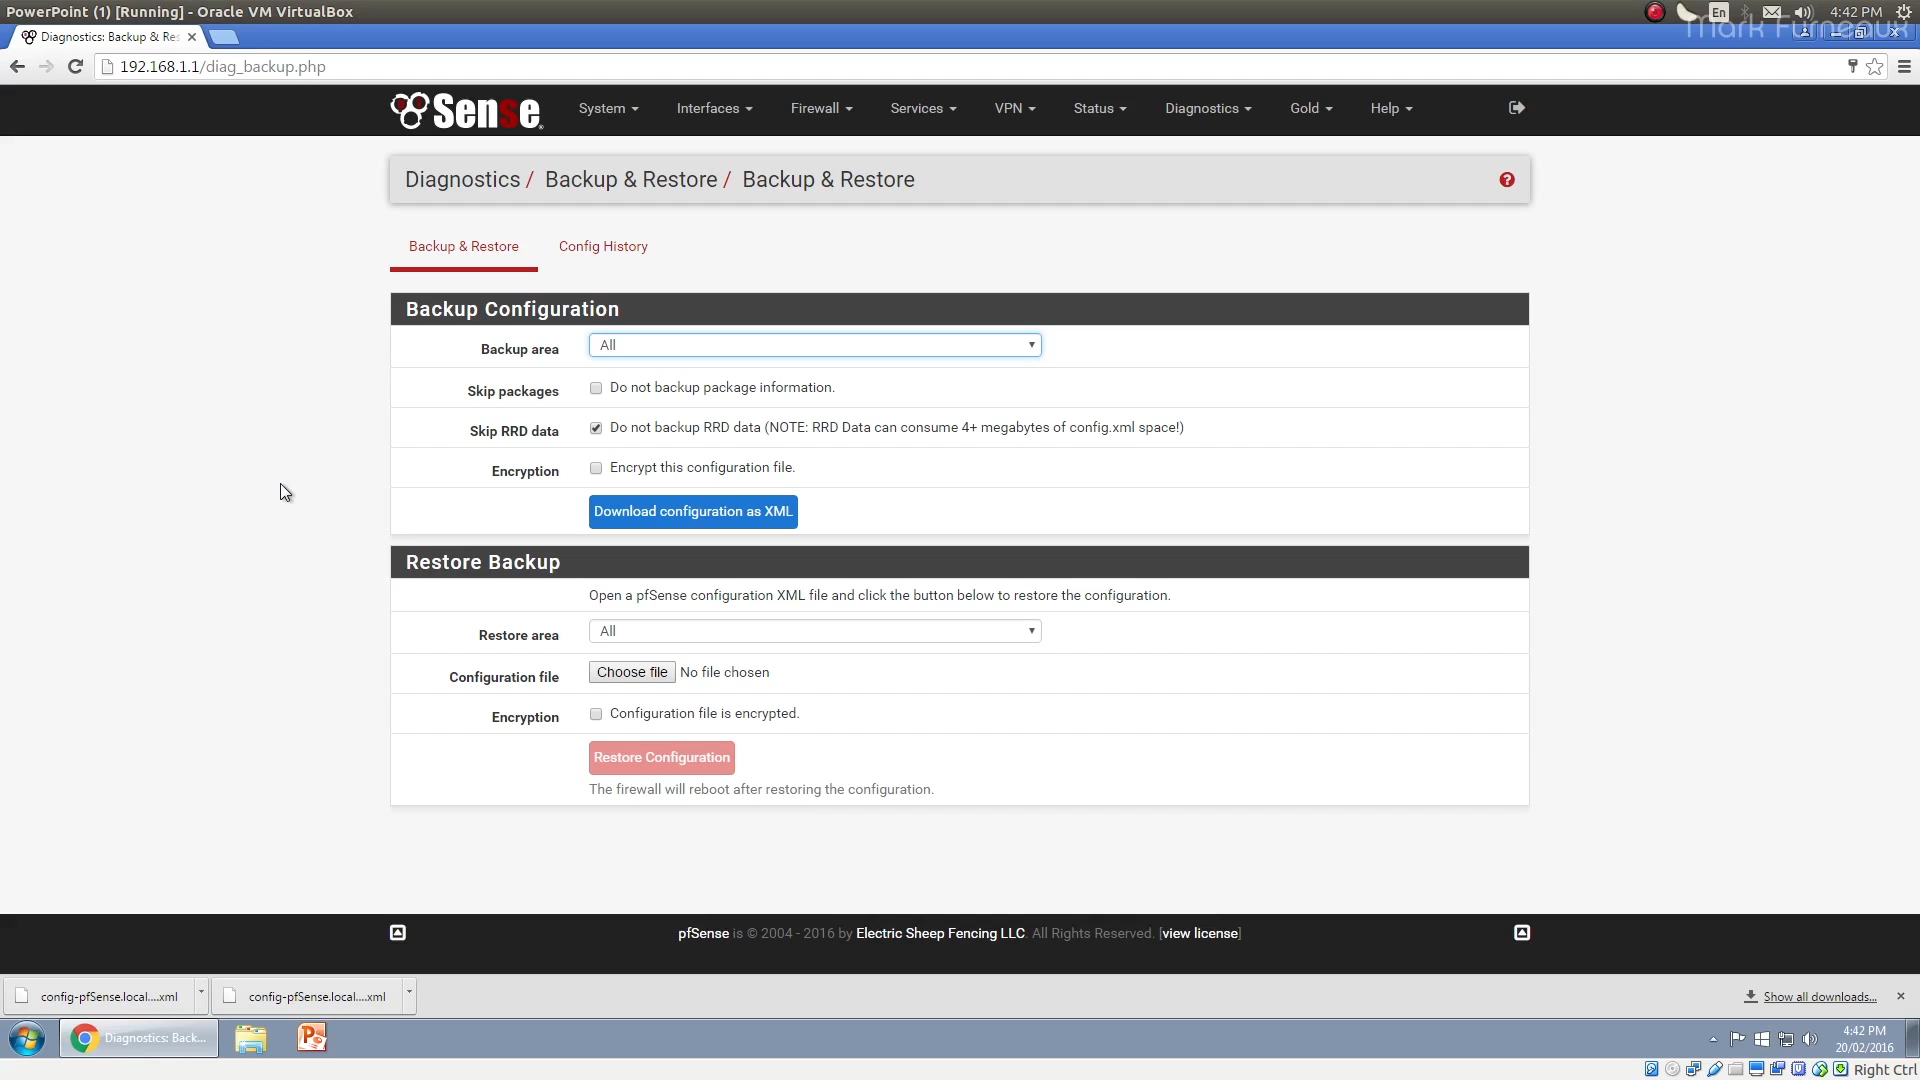 PowerPoint (1) [Running] - Oracle VM VirtualBox
En
4:42 PM
Mark Furneaux
Diagnostics: Backup & Res
192.168.1.1/diag_backup.php
Sense
System
Interfaces
Firewall
Services
VPN
Status
Diagnostics
Gold
Help
Diagnostics / Backup & Restore / Backup & Restore
Backup & Restore
Config History
Backup Configuration
Backup area
All
Skip packages
Do not backup package information.
Skip RRD data
Do not backup RRD data (NOTE: RRD Data can consume 4+ megabytes of config.xml space!)
Encryption
Encrypt this configuration file.
Download configuration as XML
Restore Backup
Open a pfSense configuration XML file and click the button below to restore the configuration.
Restore area
All
Configuration file
Choose file No file chosen
Encryption
Configuration file is encrypted.
Restore Configuration
The firewall will reboot after restoring the configuration.
pfSense is © 2004 - 2016 by Electric Sheep Fencing LLC. All Rights Reserved. [view license]
config-pfSense.local....xml
config-pfSense.local....xml
Show all downloads...
Diagnostics: Back...
4:42 PM
20/02/2016
Right Ctrl